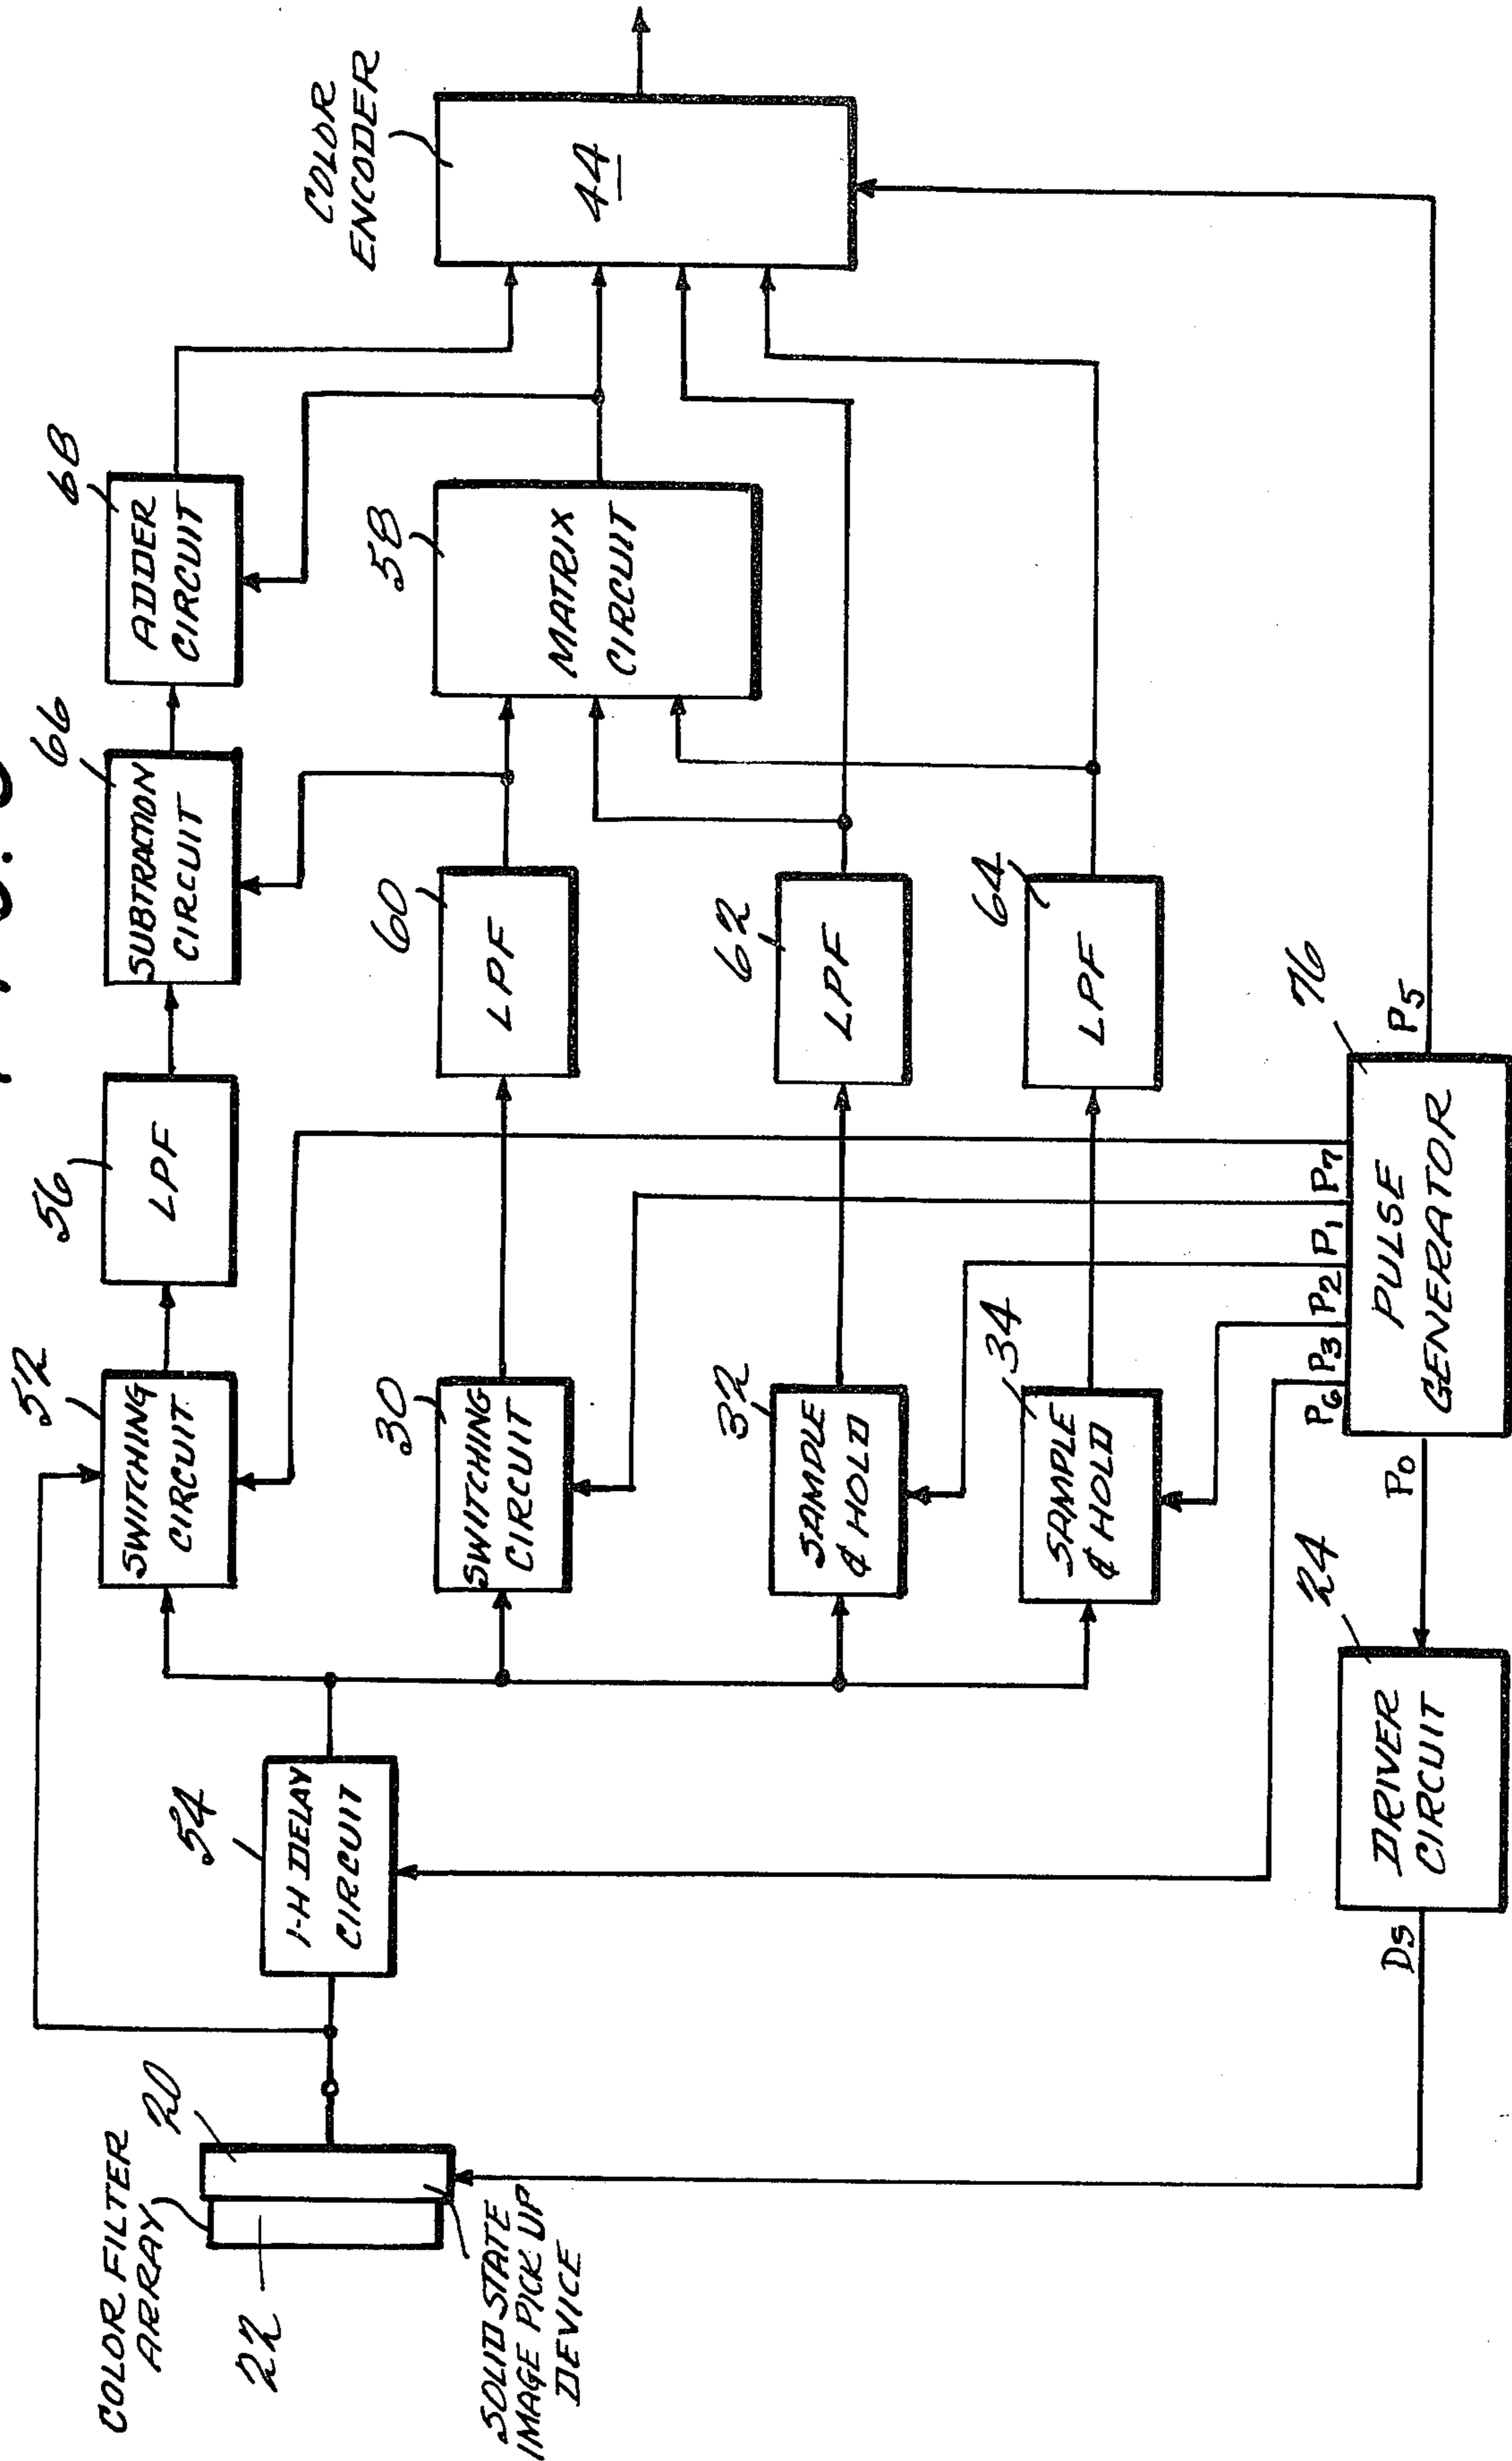 52
SWITCHING
CIRCUIT
56
LPF
66
SUBTRACTION
CIRCUIT
68
ADDER
CIRCUIT
COLOR FILTER
ARRAY
20
22
SOLID STATE
IMAGE PICK UP
DEVICE
54
1-H DELAY
CIRCUIT
30
SWITCHING
CIRCUIT
60
LPF
58
MATRIX
CIRCUIT
COLOR
ENCODER
44
32
SAMPLE
& HOLD
62
LPF
34
SAMPLE
& HOLD
64
LPF
DS
24
DRIVER
CIRCUIT
P0
P6 P3 P2 P1 P7
76
PULSE
GENERATOR
P5